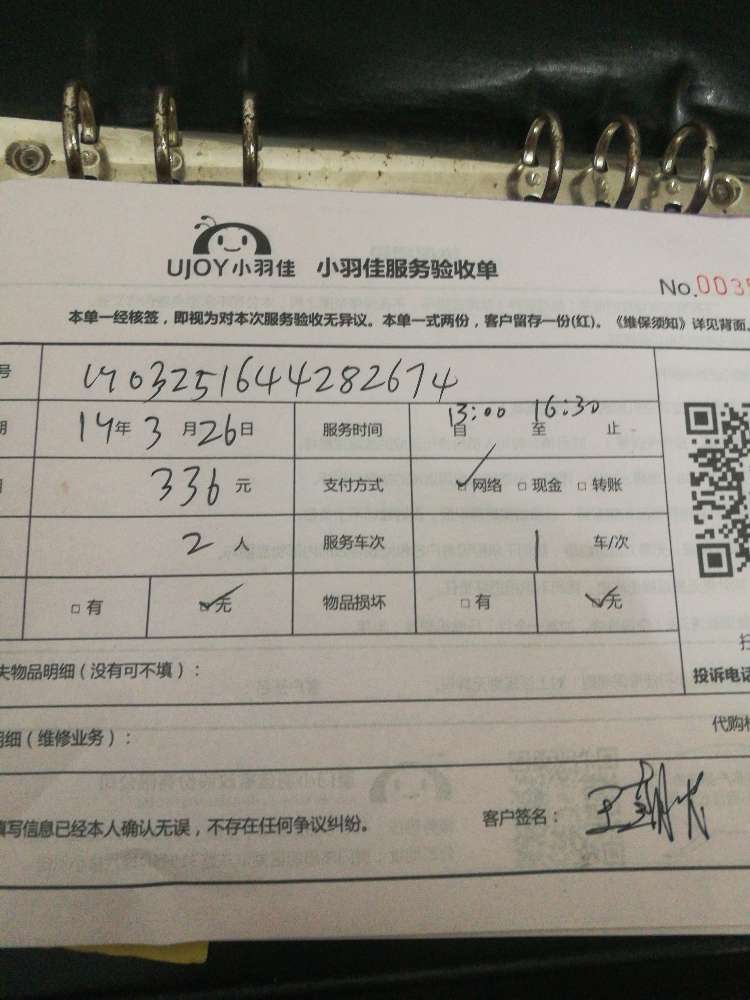 UJOY小羽佳 小羽佳服务验收单
No.003
本单一经核签，即视为对本次服务验收无异议。本单一式两份，客户留存一份(红)。《维保须知》详见背面。
号 1903251644282674
期 19年3月26日 服务时间 13:00自 16:30至 止
336元 支付方式 ☑网络 □现金 □转账
2人 服务车次 1 车/次
□有 ☑无 物品损坏 □有 ☑无
失物品明细（没有可不填）：
投诉电话
明细（维修业务）：
代购
填写信息已经本人确认无误，不存在任何争议纠纷。
客户签名：